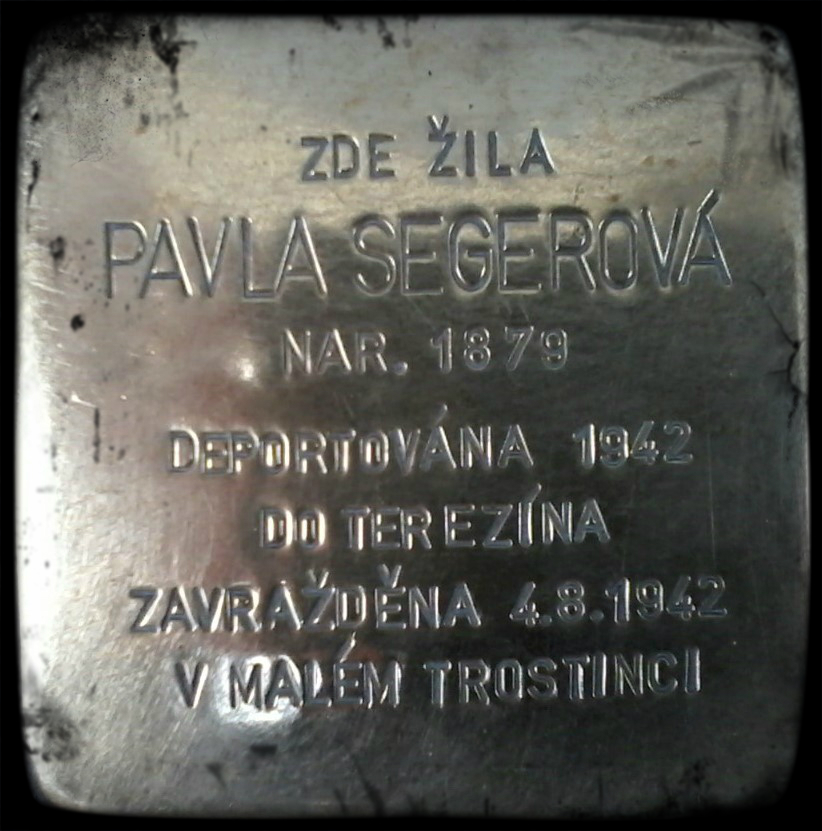 ZDE ŽILA
PAVLA SEGEROVÁ
NAR. 1879
DEPORTOVÁNA 1942
DO TEREZÍNA
ZAVRAŽDĚNA 4.8.1942
V MALÉM TROSTINCI